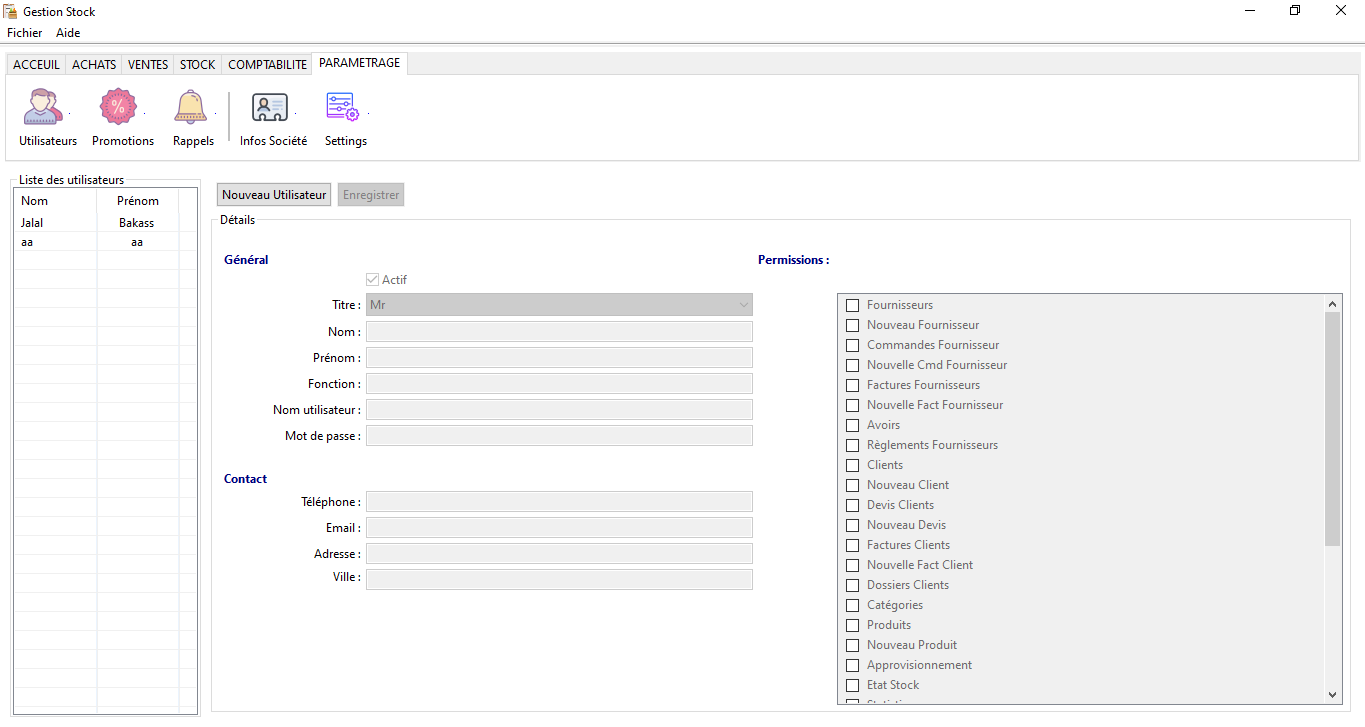 Gestion Stock
Fichier Aide
ACCEUIL ACHATS VENTES STOCK COMPTABILITE PARAMETRAGE
%
Utilisateurs Promotions Rappels Infos Société Settings
Liste des utilisateurs
Nom Prénom
Jalal Bakass
aa aa
Nouveau Utilisateur Enregistrer
Détails
Général
Actif
Titre : Mr
Nom :
Prénom :
Fonction :
Nom utilisateur :
Mot de passe :
Contact
Téléphone :
Email :
Adresse :
Ville :
Permissions :
Fournisseurs
Nouveau Fournisseur
Commandes Fournisseur
Nouvelle Cmd Fournisseur
Factures Fournisseurs
Nouvelle Fact Fournisseur
Avoirs
Règlements Fournisseurs
Clients
Nouveau Client
Devis Clients
Nouveau Devis
Factures Clients
Nouvelle Fact Client
Dossiers Clients
Catégories
Produits
Nouveau Produit
Approvisionnement
Etat Stock